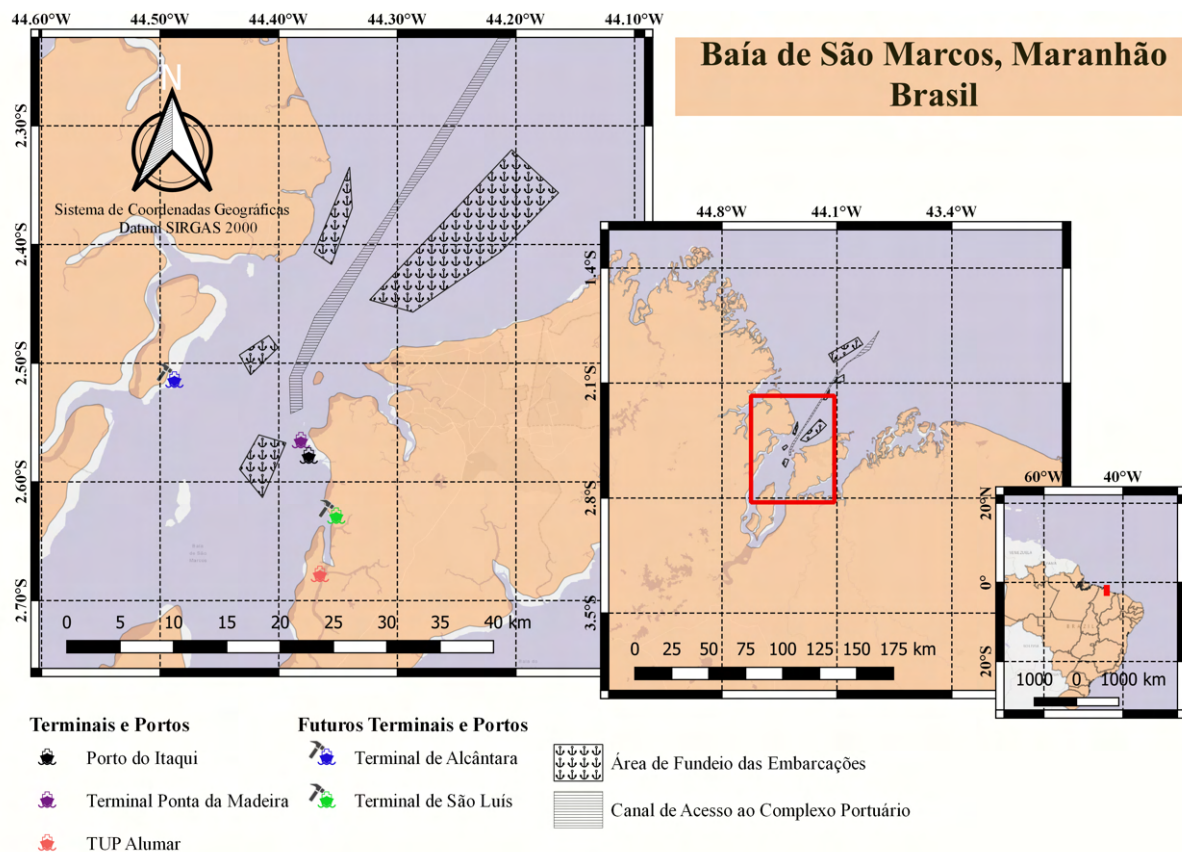 44.60°W 44.50°W 44.40°W 44.30°W 44.20°W 44.10°W
Baía de São Marcos, Maranhão
Brasil
N
2.30°S
Sistema de Coordenadas Geográficas
Datum SIRGAS 2000
2.40°S
2.50°S
2.60°S
2.70°S
0 5 10 20 30 40 km
44.8°W 44.1°W 43.4°W
1.4°S
2.1°S
2.8°S
3.5°S
0 25 50 75 100 125 150 175 km
60°W 40°W
20°N
0°
20°S
BRAZIL
1000 0 1000 km
Terminais e Portos
Porto do Itaqui
Terminal Ponta da Madeira
TUP Alumar
Futuros Terminais e Portos
Terminal de Alcântara
Terminal de São Luís
Área de Fundeio das Embarcações
Canal de Acesso ao Complexo Portuário